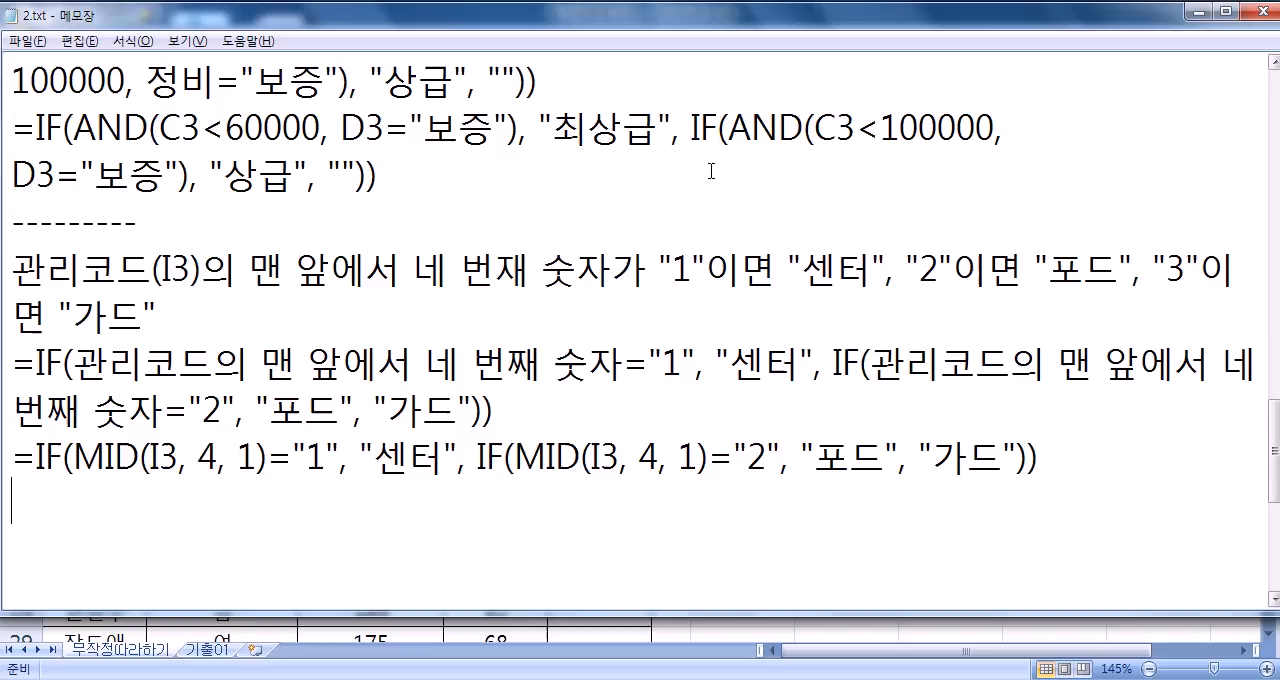 2.txt - 메모장
파일(F) 편집(E) 서식(O) 보기(V) 도움말(H)
100000, 정비="보증"), "상급", ""))
=IF(AND(C3<60000, D3="보증"), "최상급", IF(AND(C3<100000,
D3="보증"), "상급", ""))
---------
관리코드(I3)의 맨 앞에서 네 번재 숫자가 "1"이면 "센터", "2"이면 "포드", "3"이
면 "가드"
=IF(관리코드의 맨 앞에서 네 번째 숫자="1", "센터", IF(관리코드의 맨 앞에서 네
번째 숫자="2", "포드", "가드"))
=IF(MID(I3, 4, 1)="1", "센터", IF(MID(I3, 4, 1)="2", "포드", "가드"))
175 68
무작정따라하기 기출01
준비 145%